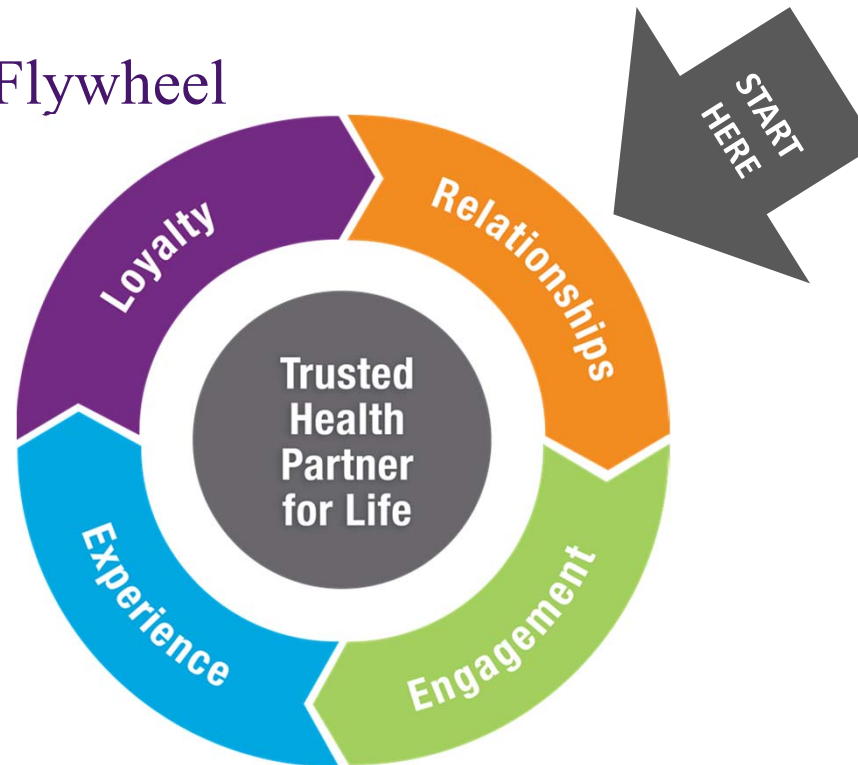 Flywheel
START
HERE
Relationships
Loyalty
Trusted
Health
Partner
for Life
Experience
Engagement